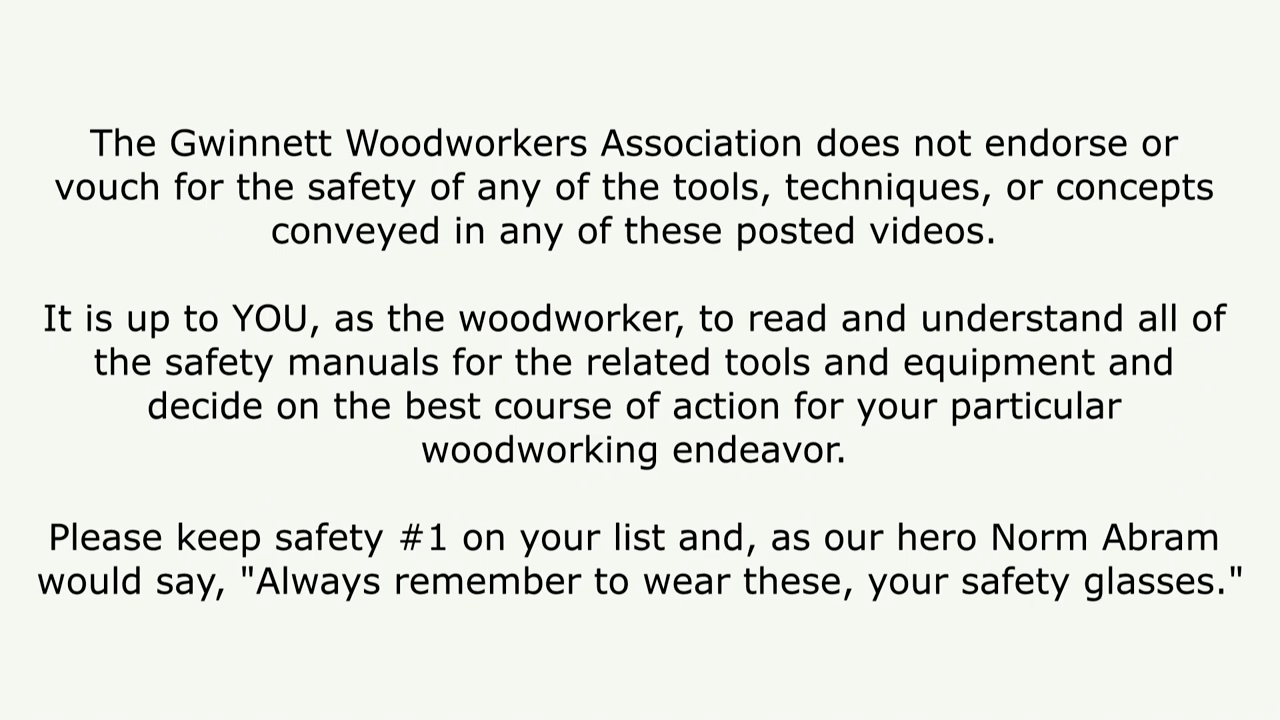 The Gwinnett Woodworkers Association does not endorse or
vouch for the safety of any of the tools, techniques, or concepts
conveyed in any of these posted videos.
It is up to YOU, as the woodworker, to read and understand all of
the safety manuals for the related tools and equipment and
decide on the best course of action for your particular
woodworking endeavor.
Please keep safety #1 on your list and, as our hero Norm Abram
would say, "Always remember to wear these, your safety glasses."